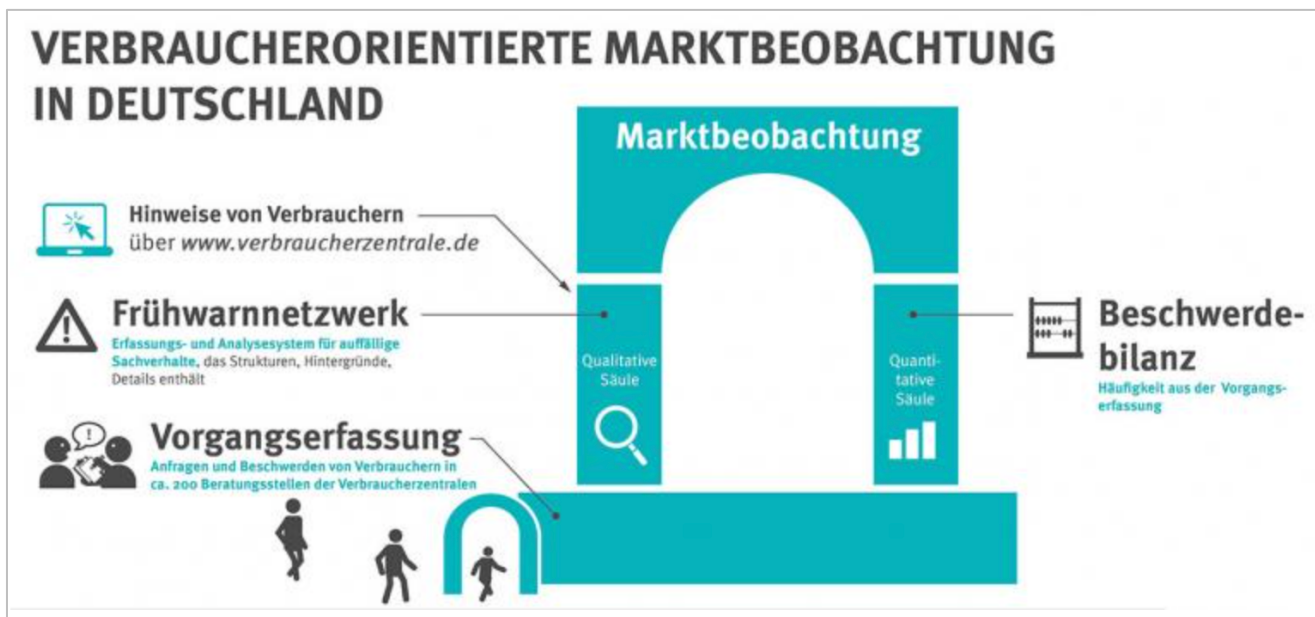 VERBRAUCHERORIENTIERTE MARKTBEOBACHTUNG
IN DEUTSCHLAND
Marktbeobachtung
Hinweise von Verbrauchern
über www.verbraucherzentrale.de
Frühwarnnetzwerk
Erfassungs- und Analysesystem für auffällige
Sachverhalte, das Strukturen, Hintergründe,
Details enthält
Qualitative
Säule
Quanti-
tative
Säule
Beschwerde-
bilanz
Häufigkeit aus der Vorgangs-
erfassung
Vorgangserfassung
Anfragen und Beschwerden von Verbrauchern in
ca. 200 Beratungsstellen der Verbraucherzentralen